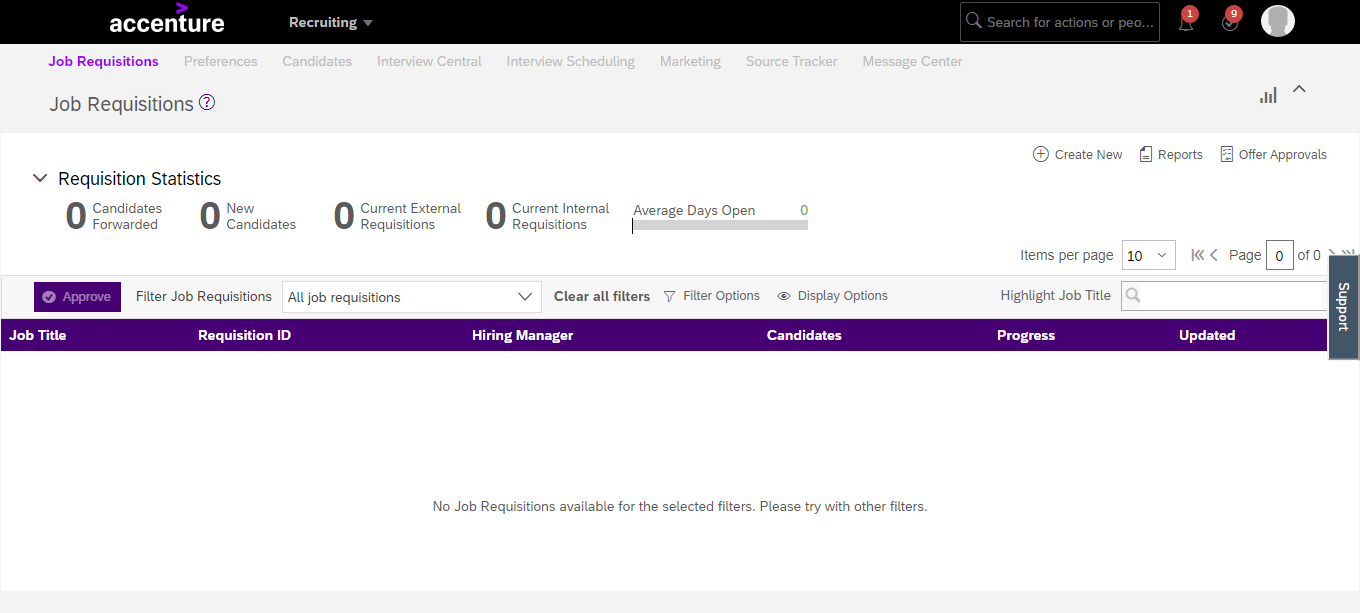 accenture
Recruiting
Search for actions or peo...
1
9
Job Requisitions Preferences Candidates Interview Central Interview Scheduling Marketing Source Tracker Message Center
Job Requisitions ?
Create New Reports Offer Approvals
Requisition Statistics
0 Candidates Forwarded
0 New Candidates
0 Current External Requisitions
0 Current Internal Requisitions
Average Days Open 0
Items per page 10 Page 0 of 0
Support
Approve Filter Job Requisitions All job requisitions Clear all filters Filter Options Display Options Highlight Job Title
Job Title Requisition ID Hiring Manager Candidates Progress Updated
No Job Requisitions available for the selected filters. Please try with other filters.